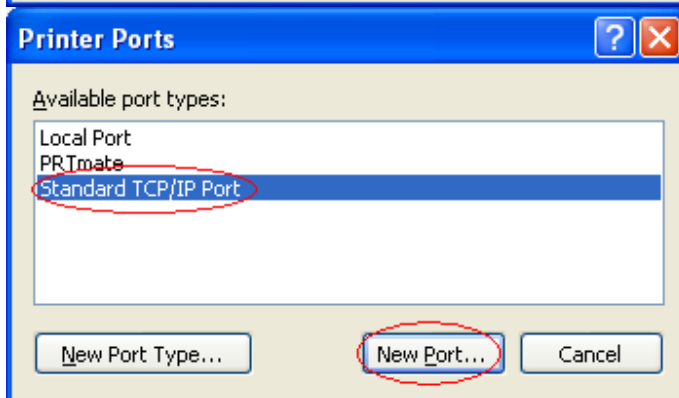 Printer Ports
Available port types:
Local Port
PRTmate
Standard TCP/IP Port
New Port Type...
New Port...
Cancel